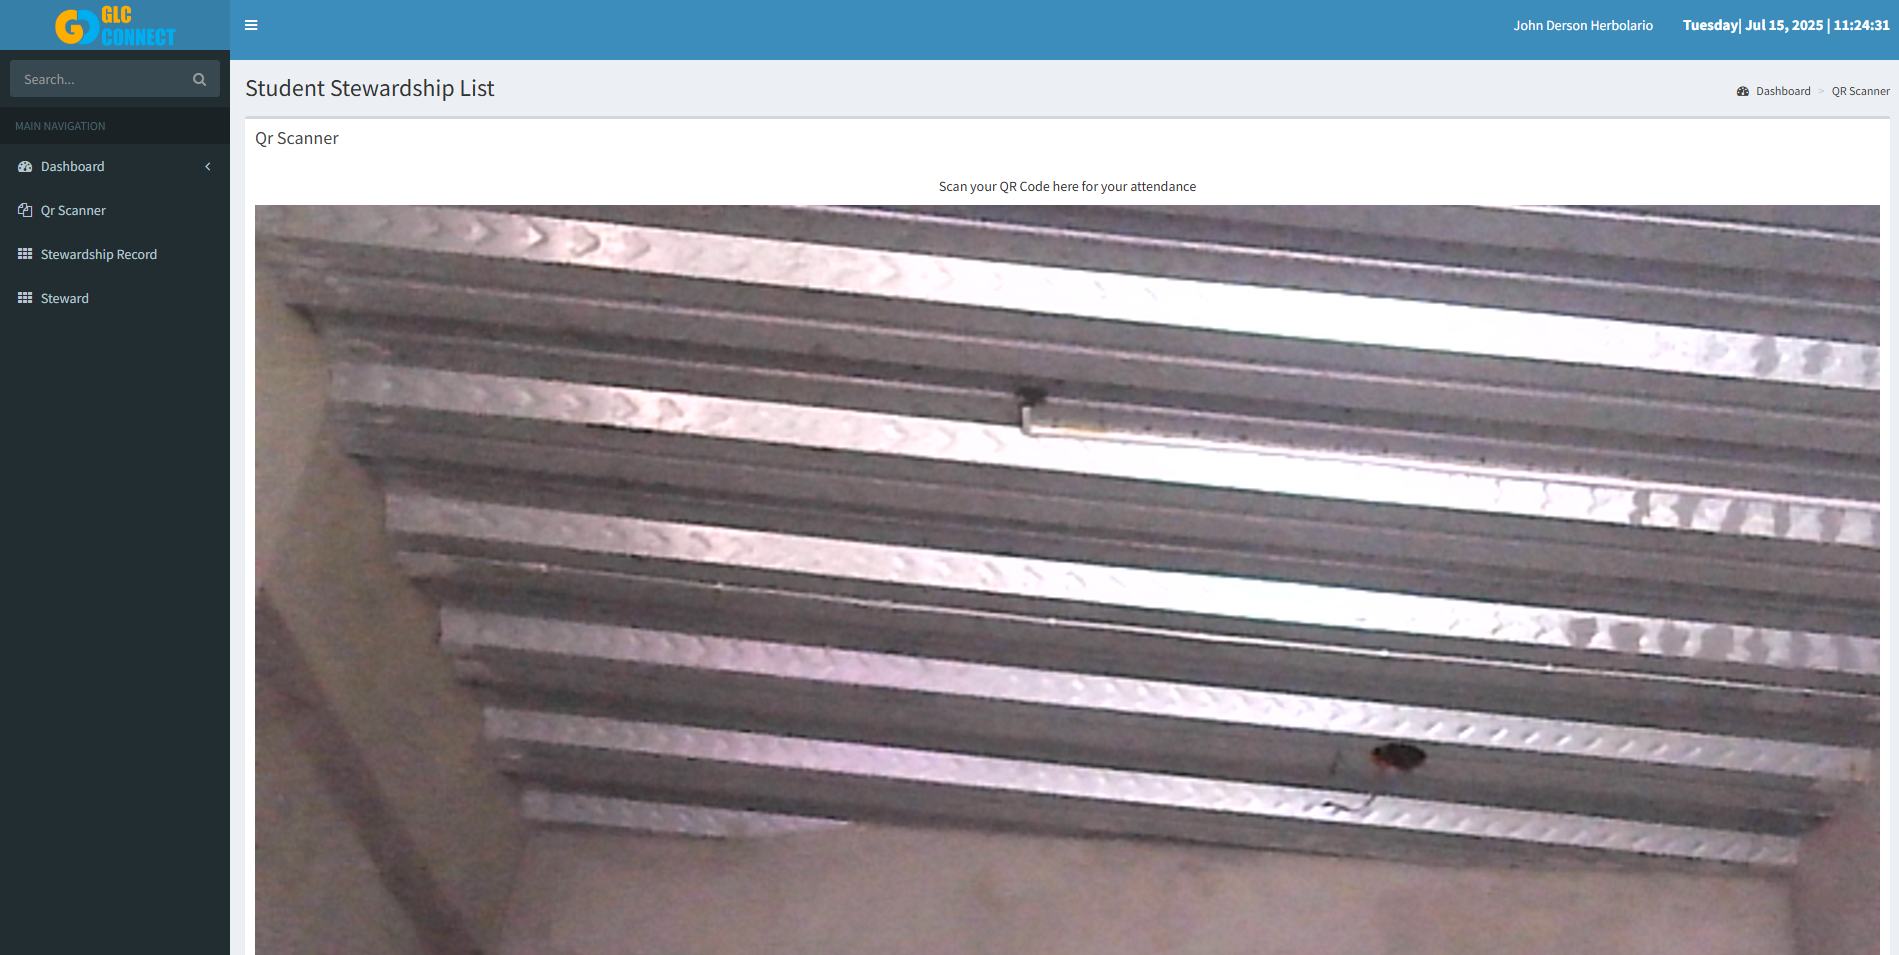 GLC
CONNECT
John Derson Herbolario
Tuesday| Jul 15, 2025 | 11:24:31
Search...
Student Stewardship List
Dashboard > QR Scanner
MAIN NAVIGATION
Dashboard
Qr Scanner
Stewardship Record
Steward
Qr Scanner
Scan your QR Code here for your attendance